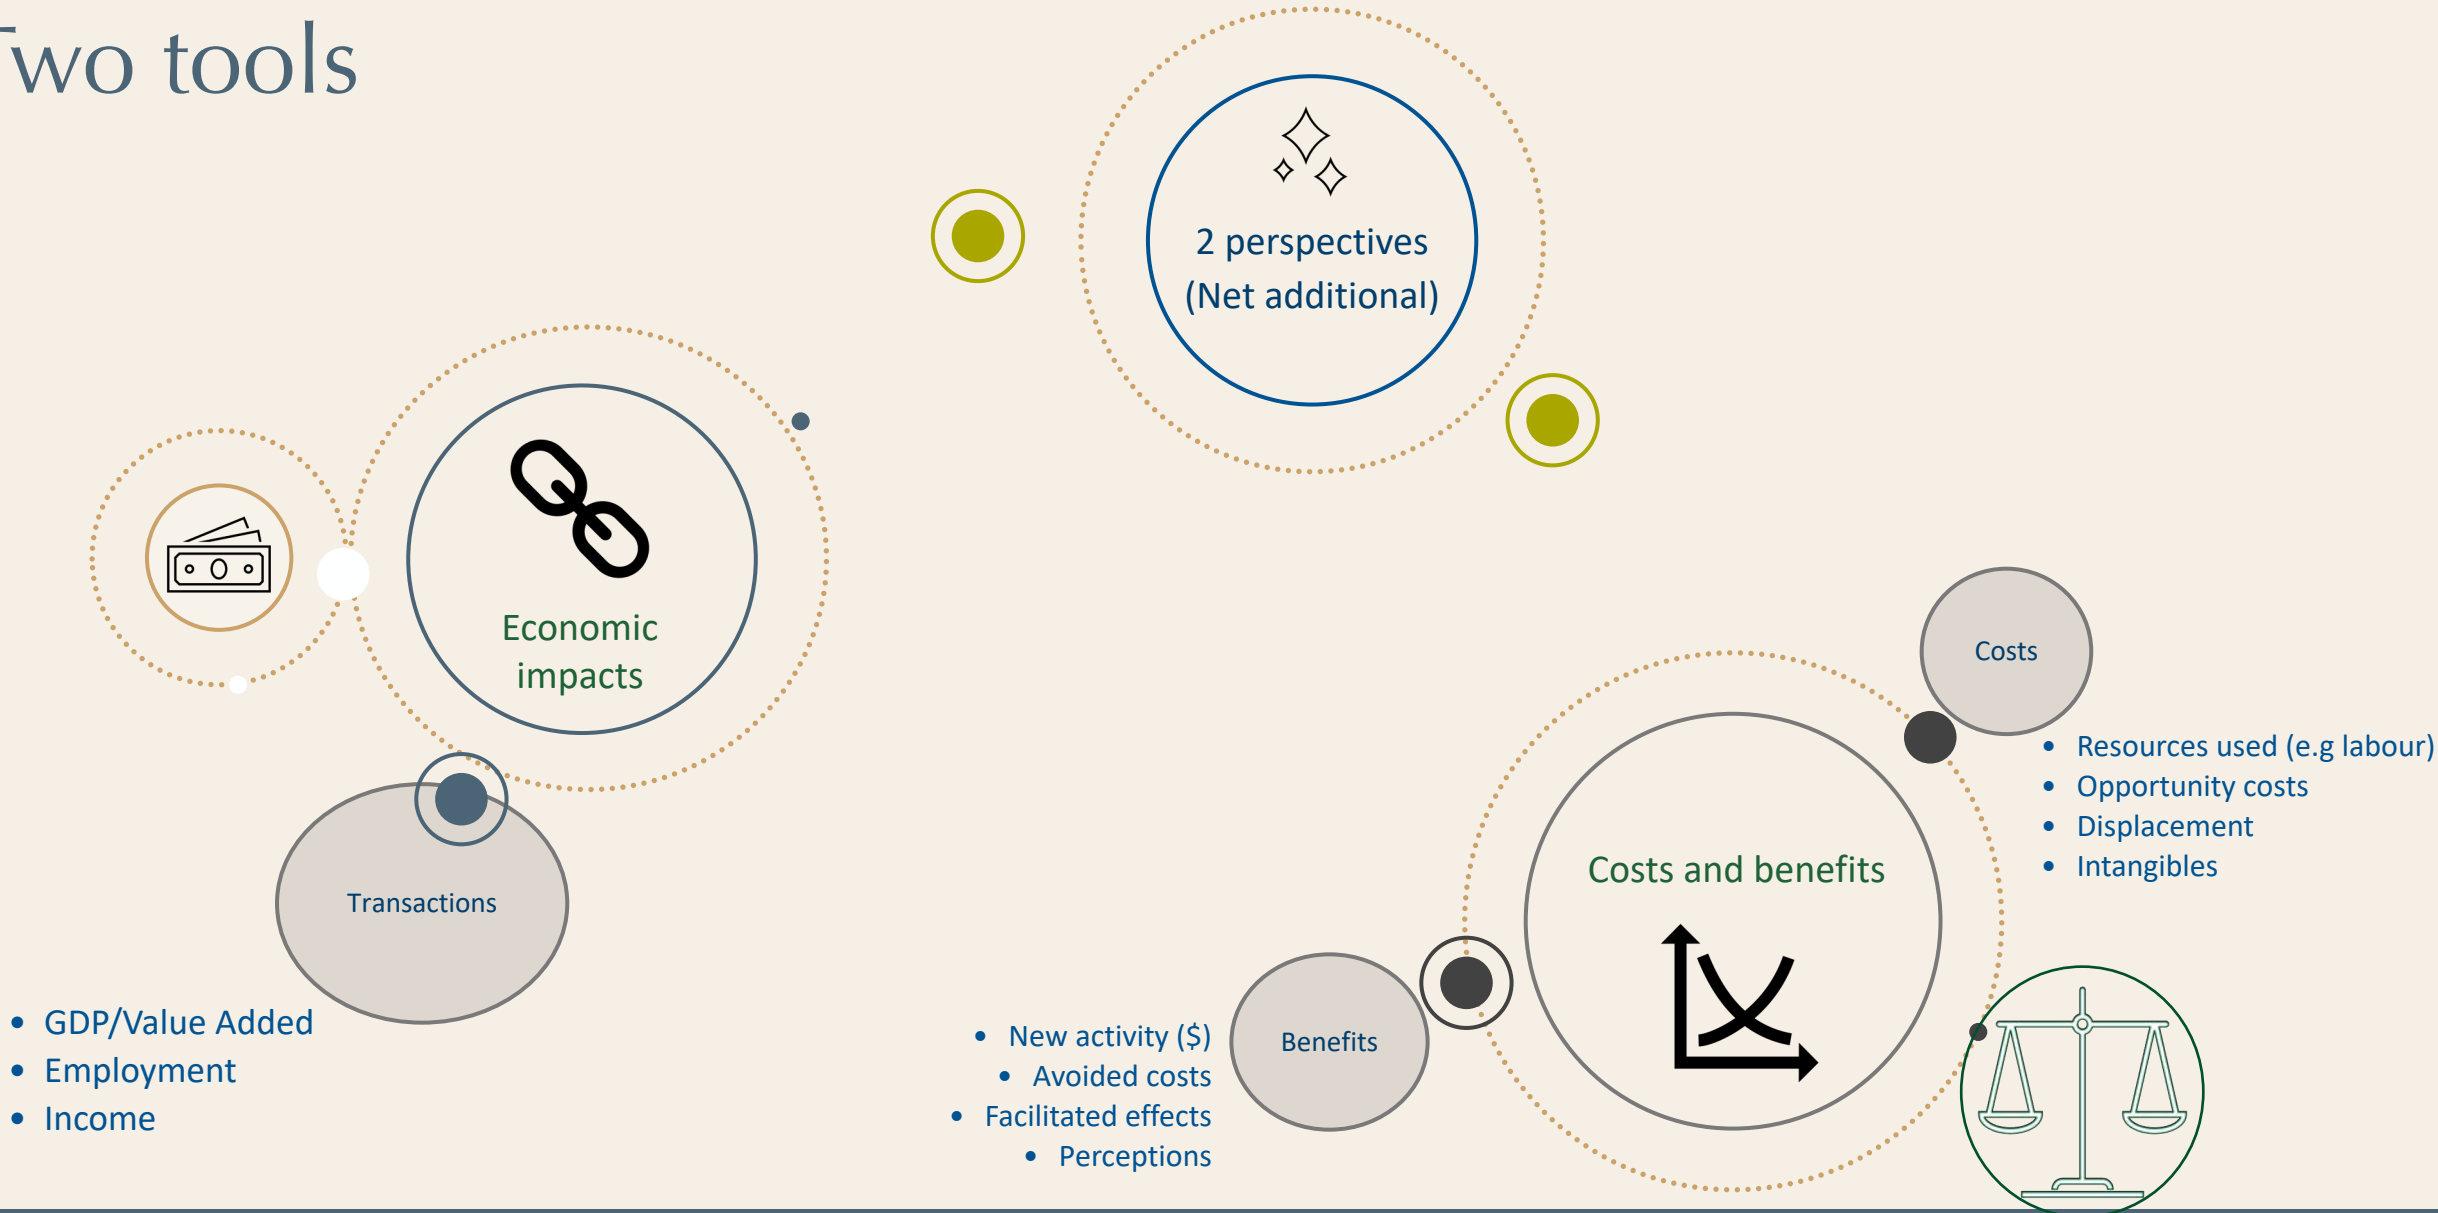 Two tools
2 perspectives
(Net additional)
Economic
impacts
Transactions
• GDP/Value Added
• Employment
• Income
Costs and benefits
Costs
• Resources used (e.g labour)
• Opportunity costs
• Displacement
• Intangibles
Benefits
• New activity ($)
• Avoided costs
• Facilitated effects
• Perceptions